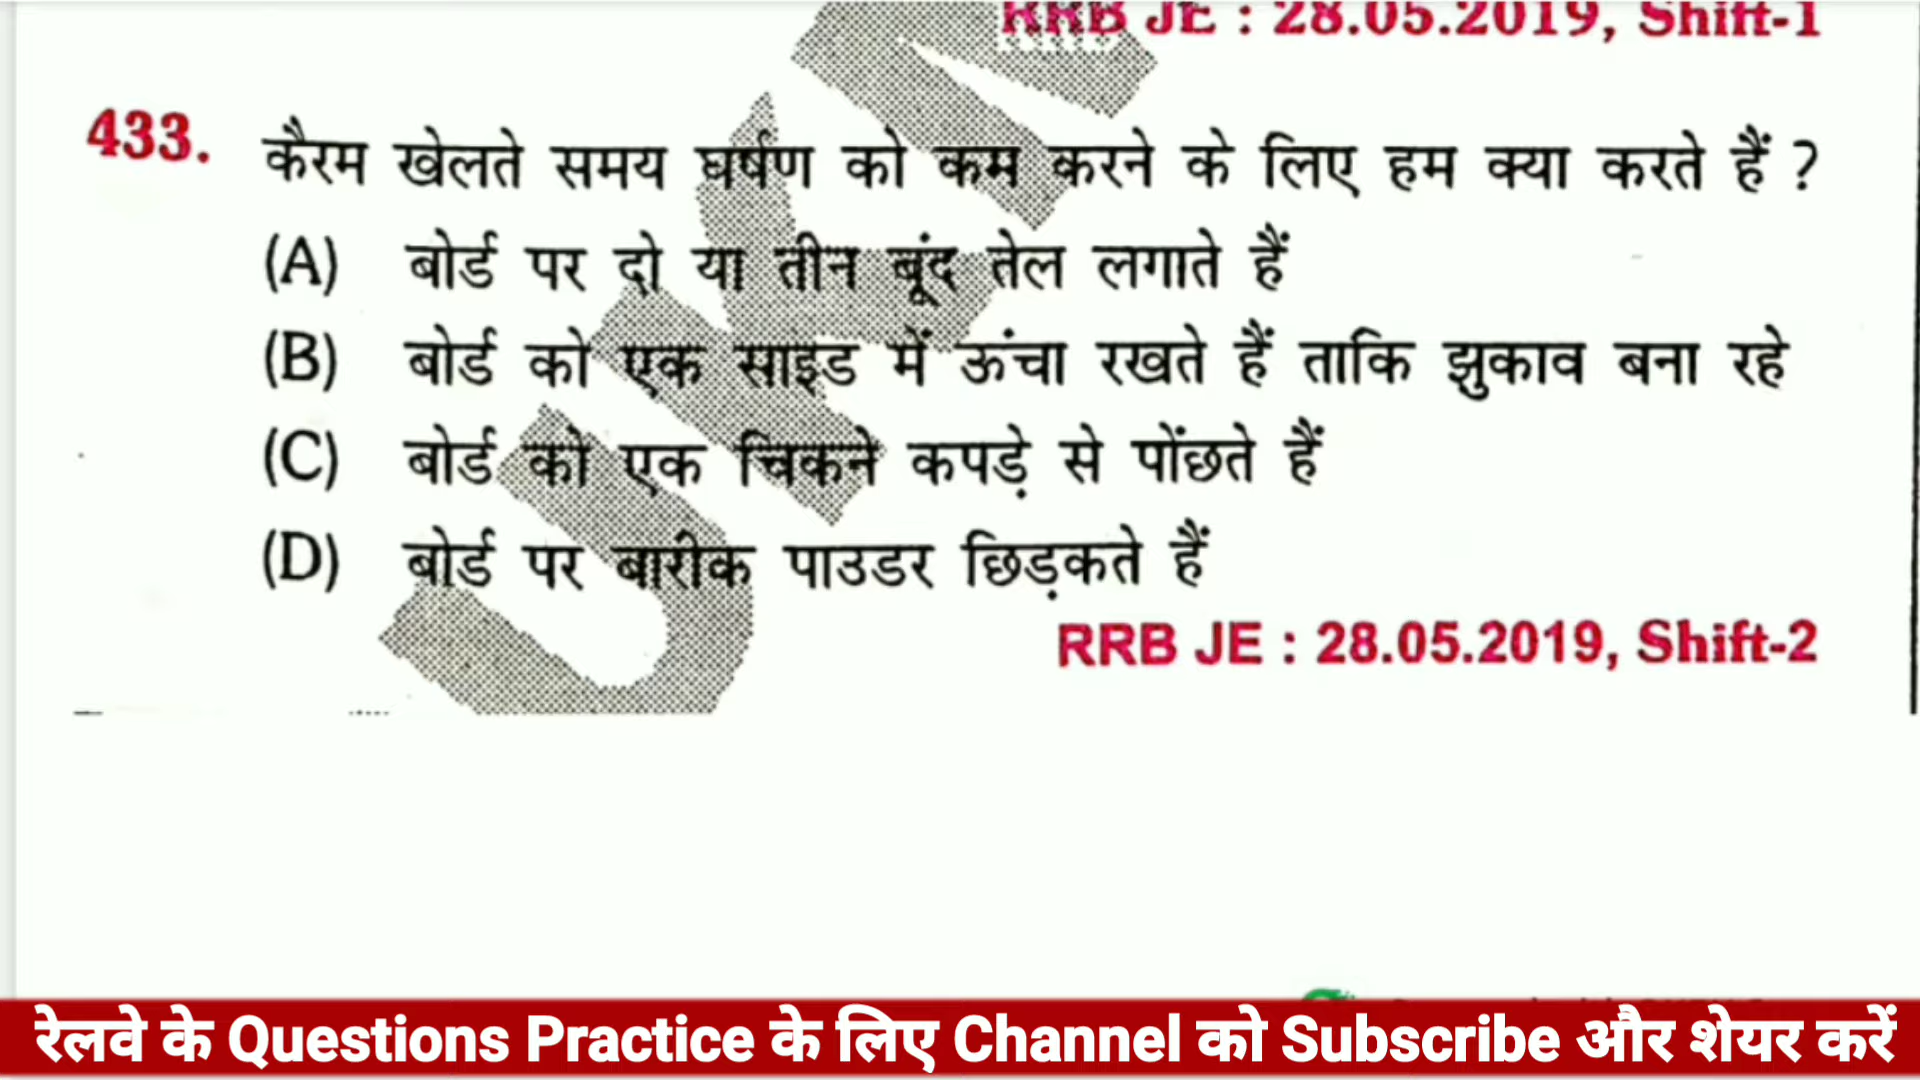 RRB JE : 28.05.2019, Shift-1
433. कैरम खेलते समय घर्षण को कम करने के लिए हम क्या करते हैं ?
(A) बोर्ड पर दो या तीन बूंद तेल लगाते हैं
(B) बोर्ड को एक साइड में ऊंचा रखते हैं ताकि झुकाव बना रहे
(C) बोर्ड को एक चिकने कपड़े से पोंछते हैं
(D) बोर्ड पर बारीक पाउडर छिड़कते हैं
RRB JE : 28.05.2019, Shift-2
रेलवे के Questions Practice के लिए Channel को Subscribe और शेयर करें